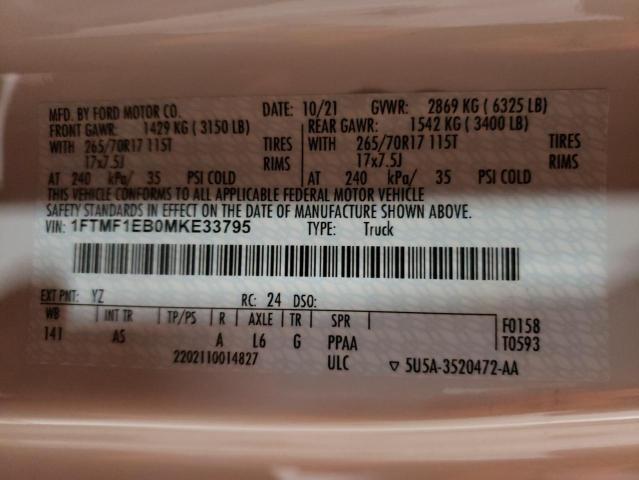 MFD. BY FORD MOTOR CO. DATE: 10/21 GVWR: 2869 KG ( 6325 LB)
FRONT GAWR: 1429 KG ( 3150 LB) REAR GAWR: 1542 KG ( 3400 LB)
WITH 265/70R17 115T TIRES WITH 265/70R17 115T TIRES
17x7.5J RIMS 17x7.5J RIMS
AT 240 kPa/ 35 PSI COLD AT 240 kPa/ 35 PSI COLD
THIS VEHICLE CONFORMS TO ALL APPLICABLE FEDERAL MOTOR VEHICLE
SAFETY STANDARDS IN EFFECT ON THE DATE OF MANUFACTURE SHOWN ABOVE.
VIN: 1FTMF1EB0MKE33795 TYPE: Truck
EXT PNT: YZ RC: 24 DSO:
WB INT TR TP/PS R AXLE TR SPR F0158
141 AS A L6 G PPAA T0593
2202110014827 ULC ▽ 5U5A-3520472-AA